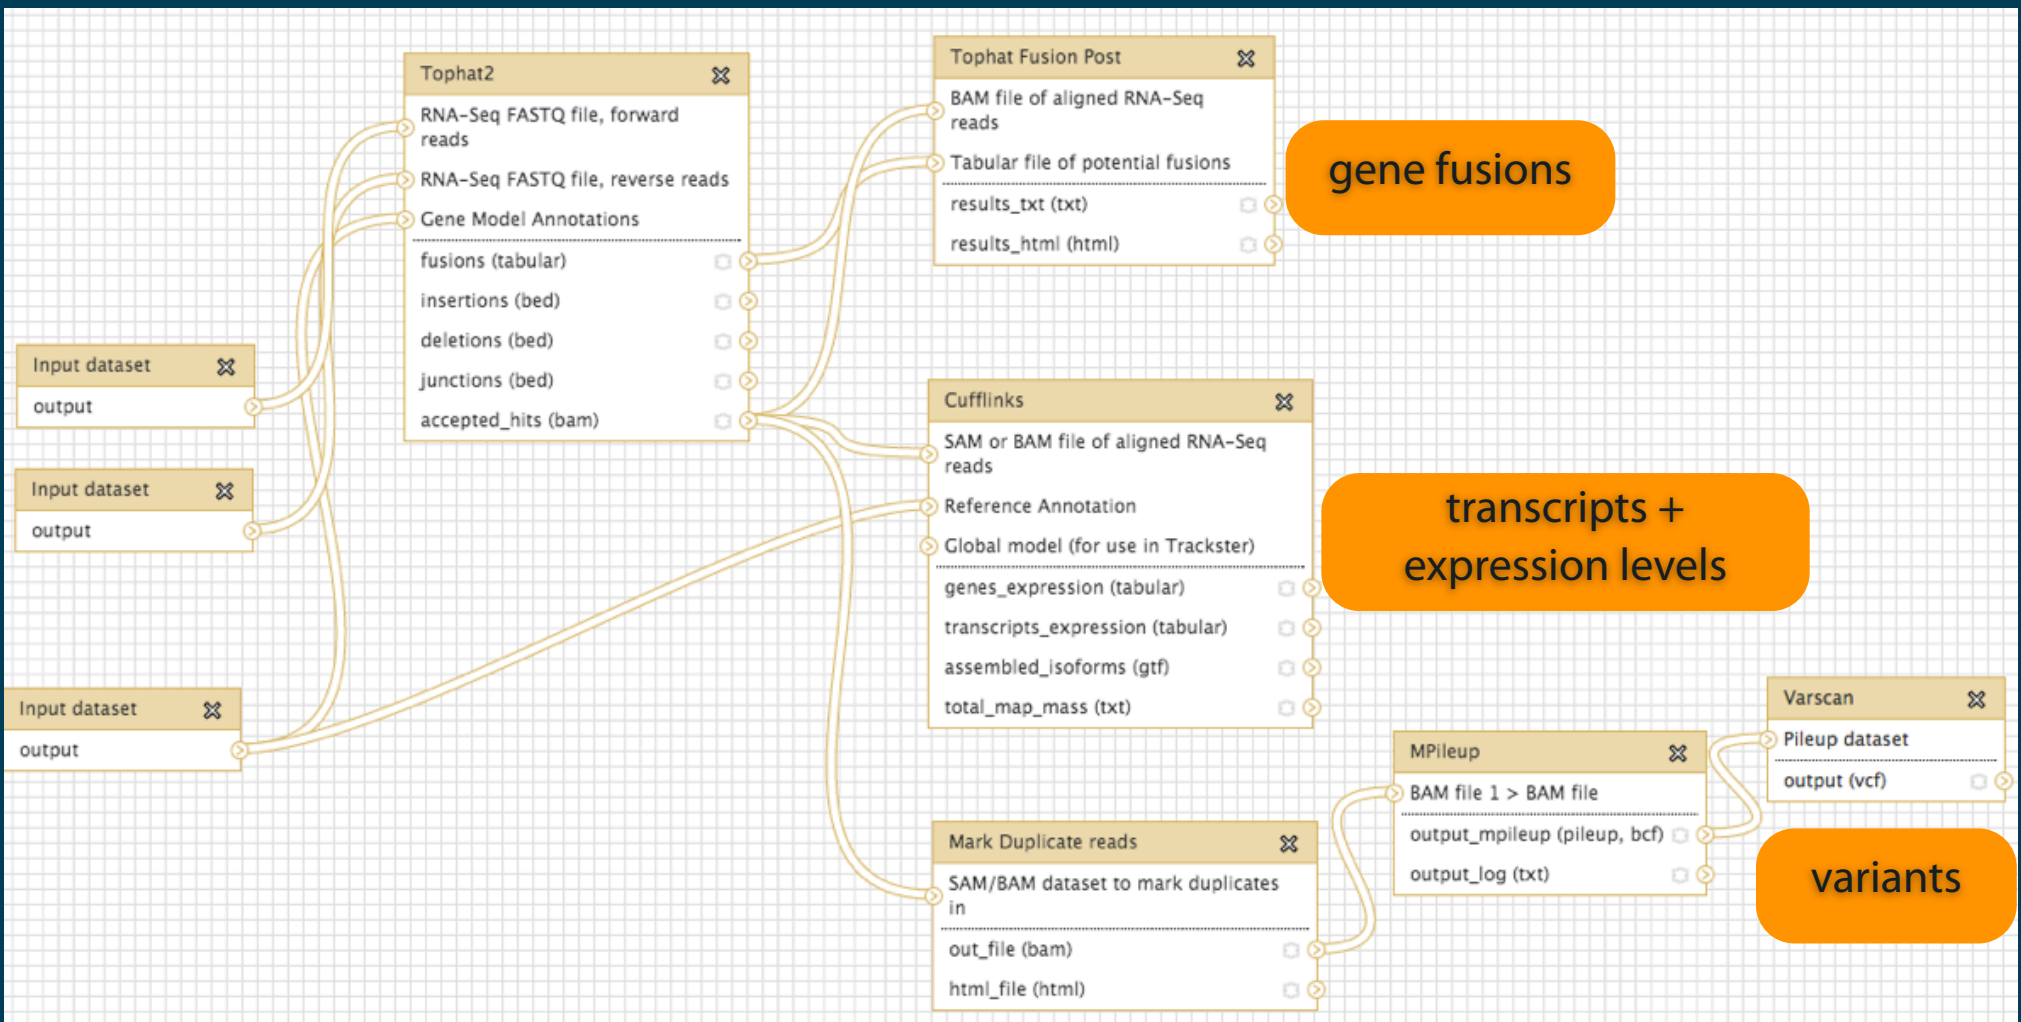 Input dataset
output
Input dataset
output
Input dataset
output
Tophat2
RNA-Seq FASTQ file, forward
reads
RNA-Seq FASTQ file, reverse reads
Gene Model Annotations
fusions (tabular)
insertions (bed)
deletions (bed)
junctions (bed)
accepted_hits (bam)
Tophat Fusion Post
BAM file of aligned RNA-Seq
reads
Tabular file of potential fusions
results_txt (txt)
results_html (html)
gene fusions
Cufflinks
SAM or BAM file of aligned RNA-Seq
reads
Reference Annotation
Global model (for use in Trackster)
genes_expression (tabular)
transcripts_expression (tabular)
assembled_isoforms (gtf)
total_map_mass (txt)
transcripts +
expression levels
Mark Duplicate reads
SAM/BAM dataset to mark duplicates
in
out_file (bam)
html_file (html)
MPileup
BAM file 1 > BAM file
output_mpileup (pileup, bcf)
output_log (txt)
Varscan
Pileup dataset
output (vcf)
variants